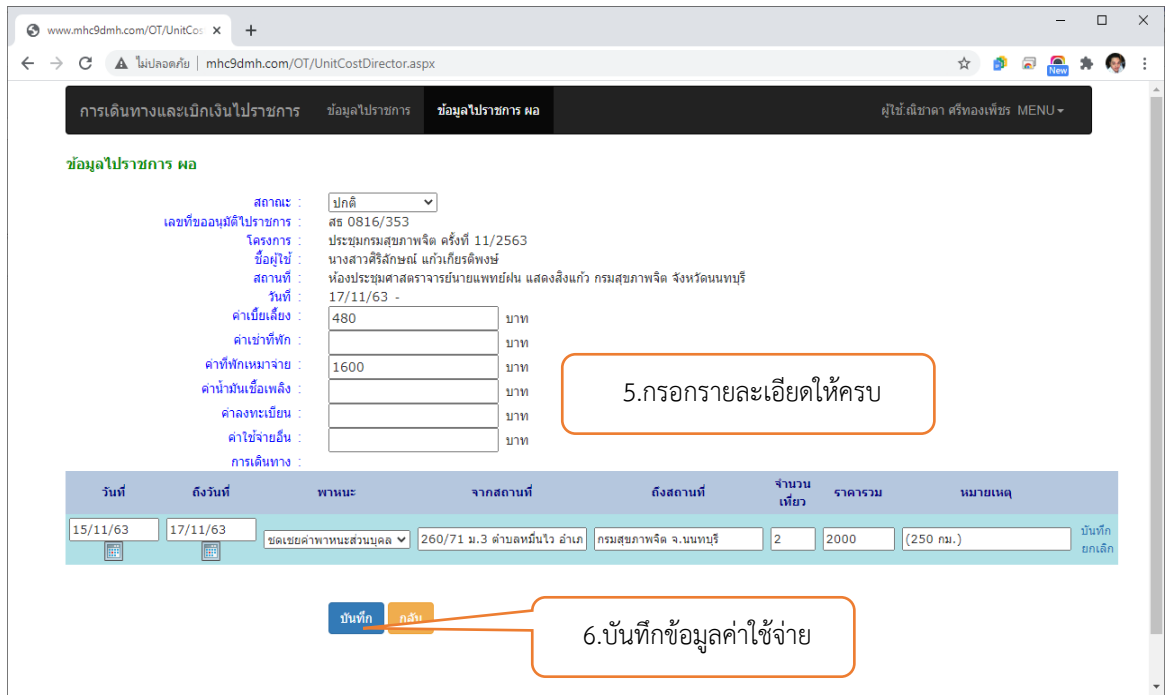 www.mhc9dmh.com/OT/UnitCos
ไม่ปลอดภัย | mhc9dmh.com/OT/UnitCostDirector.aspx
New
การเดินทางและเบิกเงินไปราชการ ข้อมูลไปราชการ ข้อมูลไปราชการ ผอ ผู้ใช้:ณิชาดา ศรีทองเพ็ชร MENU
ข้อมูลไปราชการ ผอ
สถานะ : ปกติ
เลขที่ขออนุมัติไปราชการ : สธ 0816/353
โครงการ : ประชุมกรมสุขภาพจิต ครั้งที่ 11/2563
ชื่อผู้ใช้ : นางสาวศิริลักษณ์ แก้วเกียรติพงษ์
สถานที่ : ห้องประชุมศาสตราจารย์นายแพทย์ฝน แสดงสิ่งแก้ว กรมสุขภาพจิต จังหวัดนนทบุรี
วันที่ : 17/11/63 -
ค่าเบี้ยเลี้ยง : 480 บาท
ค่าเช่าที่พัก : บาท
ค่าที่พักเหมาจ่าย : 1600 บาท
ค่าน้ำมันเชื้อเพลิง : บาท
ค่าลงทะเบียน : บาท
ค่าใช้จ่ายอื่น : บาท
การเดินทาง :
5.กรอกรายละเอียดให้ครบ
วันที่ ถึงวันที่ พาหนะ จากสถานที่ ถึงสถานที่ จำนวนเที่ยว ราคารวม หมายเหตุ
15/11/63 17/11/63 ชดเชยค่าพาหนะส่วนบุคล 260/71 ม.3 ตำบลหมื่นไว อำเภ กรมสุขภาพจิต จ.นนทบุรี 2 2000 (250 กม.) บันทึก
ยกเลิก
บันทึก กลับ
6.บันทึกข้อมูลค่าใช้จ่าย